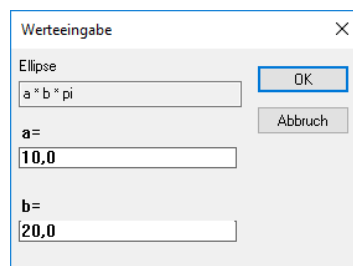 Werteeingabe
Ellipse
OK
a * b * pi
Abbruch
a=
10,0
b=
20,0